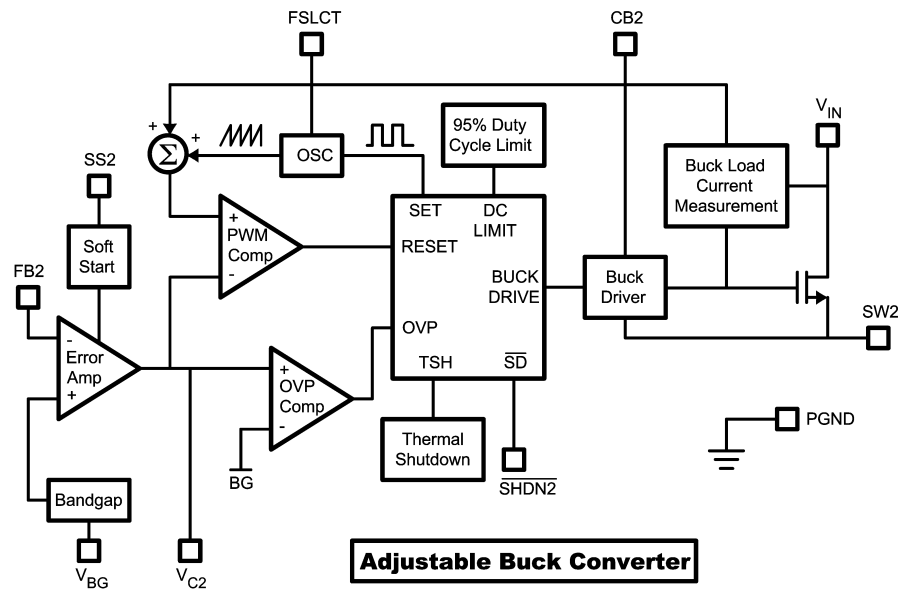 FSLCT
CB2
V_IN
+
+
Σ
OSC
95% Duty
Cycle Limit
Buck Load
Current
Measurement
SS2
Soft
Start
+
PWM
Comp
-
SET
DC
LIMIT
RESET
BUCK
DRIVE
OVP
TSH
S̅D̅
Buck
Driver
SW2
FB2
-
Error
Amp
+
+
OVP
Comp
-
BG
Thermal
Shutdown
S̅H̅D̅N̅2̅
PGND
Bandgap
V_BG
V_C2
Adjustable Buck Converter